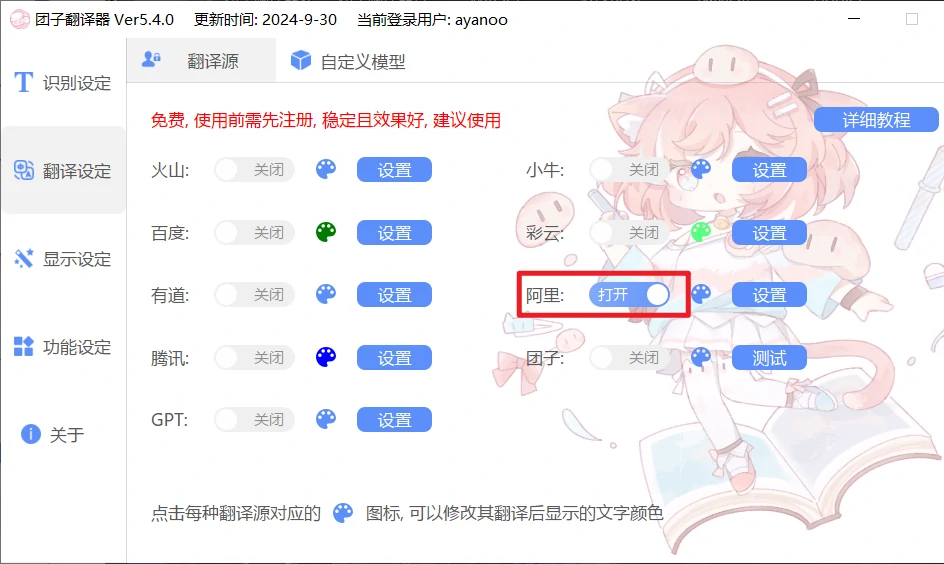 团子翻译器 Ver5.4.0 更新时间: 2024-9-30 当前登录用户: ayanoo
翻译源 自定义模型
识别设定
翻译设定
显示设定
功能设定
关于
免费, 使用前需先注册, 稳定且效果好, 建议使用
详细教程
火山: 关闭 设置 小牛: 关闭 设置
百度: 关闭 设置 彩云: 关闭 设置
有道: 关闭 设置 阿里: 打开 设置
腾讯: 关闭 设置 团子: 关闭 测试
GPT: 关闭 设置
点击每种翻译源对应的 图标, 可以修改其翻译后显示的文字颜色